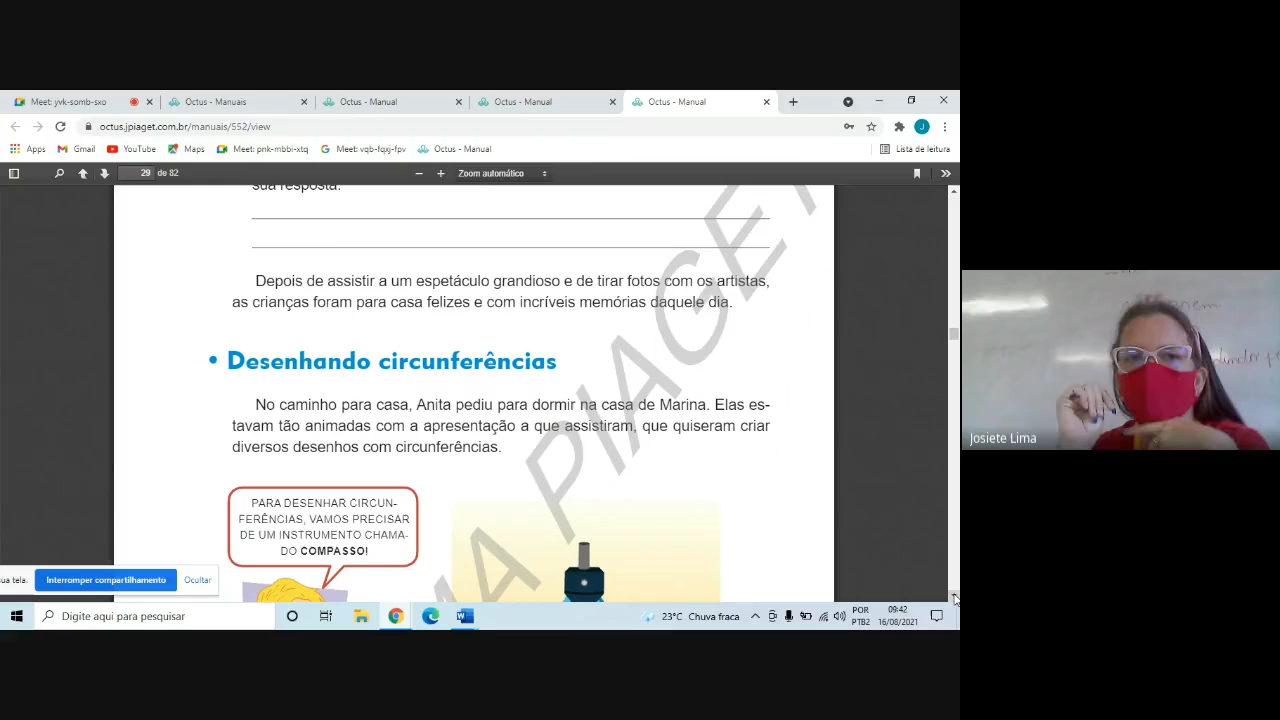 Meet: yvk-somb-sxo
Octus - Manuais
Octus - Manual
Octus - Manual
Octus - Manual
octus.jpiaget.com.br/manuais/552/view
Apps
Gmail
YouTube
Maps
Meet: pnk-mbbi-xtq
Meet: vqb-fqxj-fpv
Octus - Manual
Lista de leitura
29 de 82
Zoom automático
sua resposta.
Depois de assistir a um espetáculo grandioso e de tirar fotos com os artistas,
as crianças foram para casa felizes e com incríveis memórias daquele dia.
• Desenhando circunferências
No caminho para casa, Anita pediu para dormir na casa de Marina. Elas es-
tavam tão animadas com a apresentação a que assistiram, que quiseram criar
diversos desenhos com circunferências.
PARA DESENHAR CIRCUN-
FERÊNCIAS, VAMOS PRECISAR
DE UM INSTRUMENTO CHAMA-
DO COMPASSO!
MA PIAGET
sua tela.
Interromper compartilhamento
Ocultar
Digite aqui para pesquisar
23°C Chuva fraca
POR
PTB2
09:42
16/08/2021
J
Josiete Lima